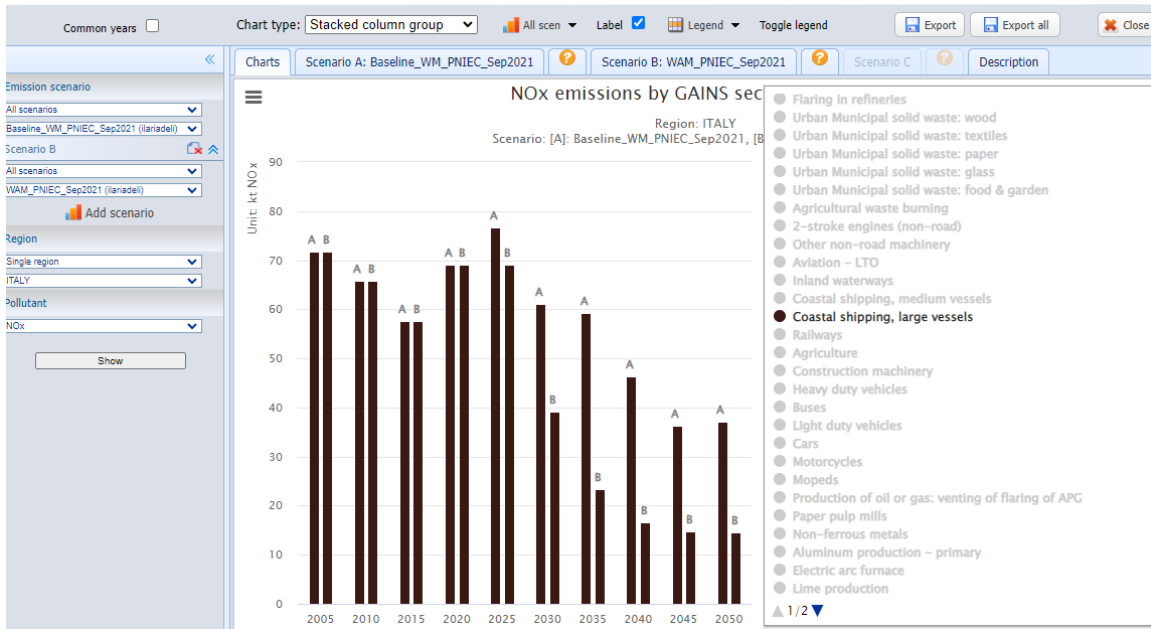 Common years
Chart type: Stacked column group
All scen
Label
Legend
Toggle legend
Export
Export all
Close
«
Charts
Scenario A: Baseline_WM_PNIEC_Sep2021
?
Scenario B: WAM_PNIEC_Sep2021
?
Scenario C
?
Description
Emission scenario
All scenarios
Baseline_WM_PNIEC_Sep2021 (ilariadeli)
Scenario B
All scenarios
WAM_PNIEC_Sep2021 (ilariadeli)
Add scenario
Region
Single region
ITALY
Pollutant
NOx
Show
NOx emissions by GAINS sec
Region: ITALY
Scenario: [A]: Baseline_WM_PNIEC_Sep2021, [B
Unit: kt NOx
90
80
70
60
50
40
30
20
10
0
A B
A B
A B
A B
A
B
A
B
A
B
A
B
A
B
A
B
2005 2010 2015 2020 2025 2030 2035 2040 2045 2050
Flaring in refineries
Urban Municipal solid waste: wood
Urban Municipal solid waste: textiles
Urban Municipal solid waste: paper
Urban Municipal solid waste: glass
Urban Municipal solid waste: food & garden
Agricultural waste burning
2-stroke engines (non-road)
Other non-road machinery
Aviation - LTO
Inland waterways
Coastal shipping, medium vessels
Coastal shipping, large vessels
Railways
Agriculture
Construction machinery
Heavy duty vehicles
Buses
Light duty vehicles
Cars
Motorcycles
Mopeds
Production of oil or gas: venting of flaring of APG
Paper pulp mills
Non-ferrous metals
Aluminum production - primary
Electric arc furnace
Lime production
1/2